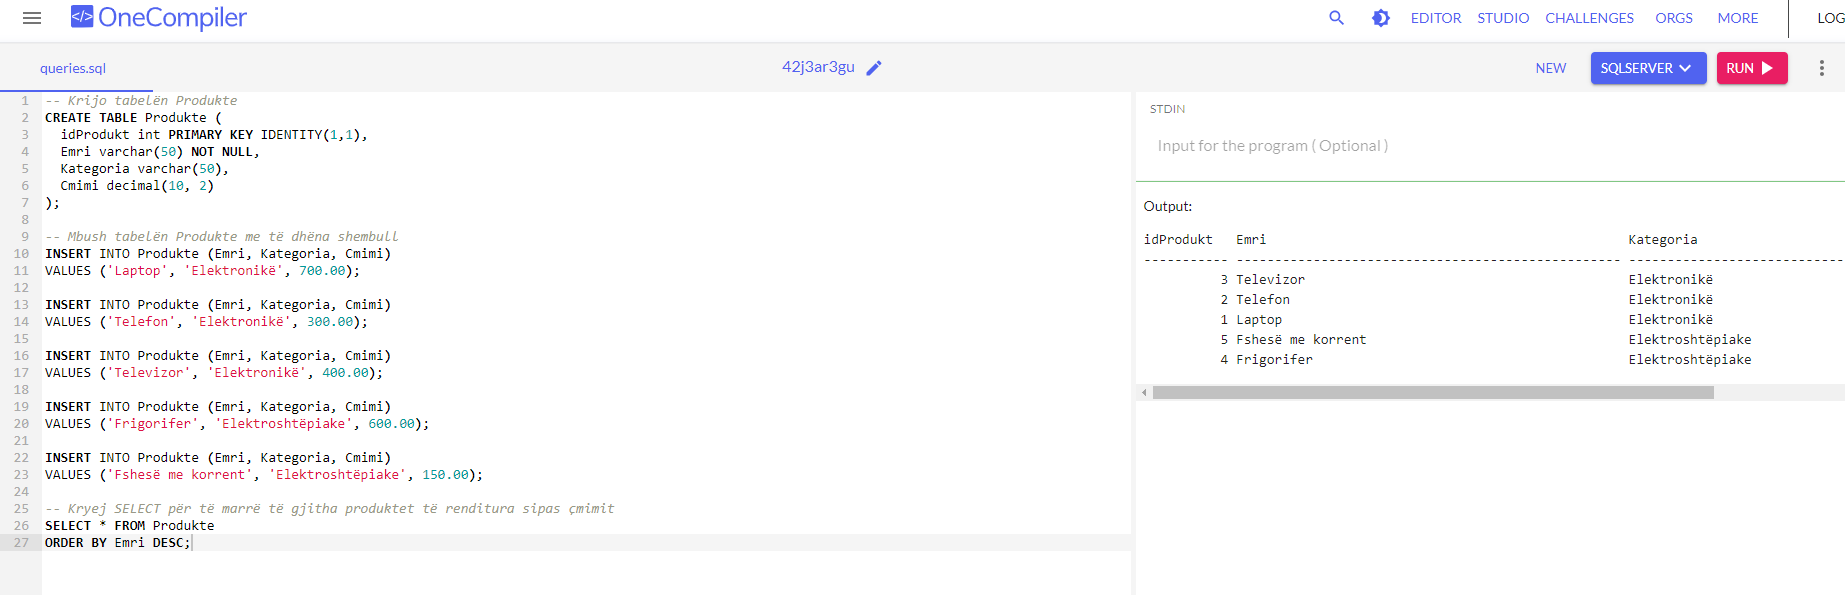 </> OneCompiler
EDITOR STUDIO CHALLENGES ORGS MORE LOG
queries.sql 42j3ar3gu NEW SQLSERVER RUN
1 -- Krijo tabelën Produkte
2 CREATE TABLE Produkte (
3 idProdukt int PRIMARY KEY IDENTITY(1,1),
4 Emri varchar(50) NOT NULL,
5 Kategoria varchar(50),
6 Cmimi decimal(10, 2)
7 );
8
9 -- Mbush tabelën Produkte me të dhëna shembull
10 INSERT INTO Produkte (Emri, Kategoria, Cmimi)
11 VALUES ('Laptop', 'Elektronikë', 700.00);
12
13 INSERT INTO Produkte (Emri, Kategoria, Cmimi)
14 VALUES ('Telefon', 'Elektronikë', 300.00);
15
16 INSERT INTO Produkte (Emri, Kategoria, Cmimi)
17 VALUES ('Televizor', 'Elektronikë', 400.00);
18
19 INSERT INTO Produkte (Emri, Kategoria, Cmimi)
20 VALUES ('Frigorifer', 'Elektroshtëpiake', 600.00);
21
22 INSERT INTO Produkte (Emri, Kategoria, Cmimi)
23 VALUES ('Fshesë me korrent', 'Elektroshtëpiake', 150.00);
24
25 -- Kryej SELECT për të marrë të gjitha produktet të renditura sipas çmimit
26 SELECT * FROM Produkte
27 ORDER BY Emri DESC;
STDIN
Input for the program ( Optional )
Output:
idProdukt Emri Kategoria
----------- -------------------------------------------------- ----------------------------
3 Televizor Elektronikë
2 Telefon Elektronikë
1 Laptop Elektronikë
5 Fshesë me korrent Elektroshtëpiake
4 Frigorifer Elektroshtëpiake